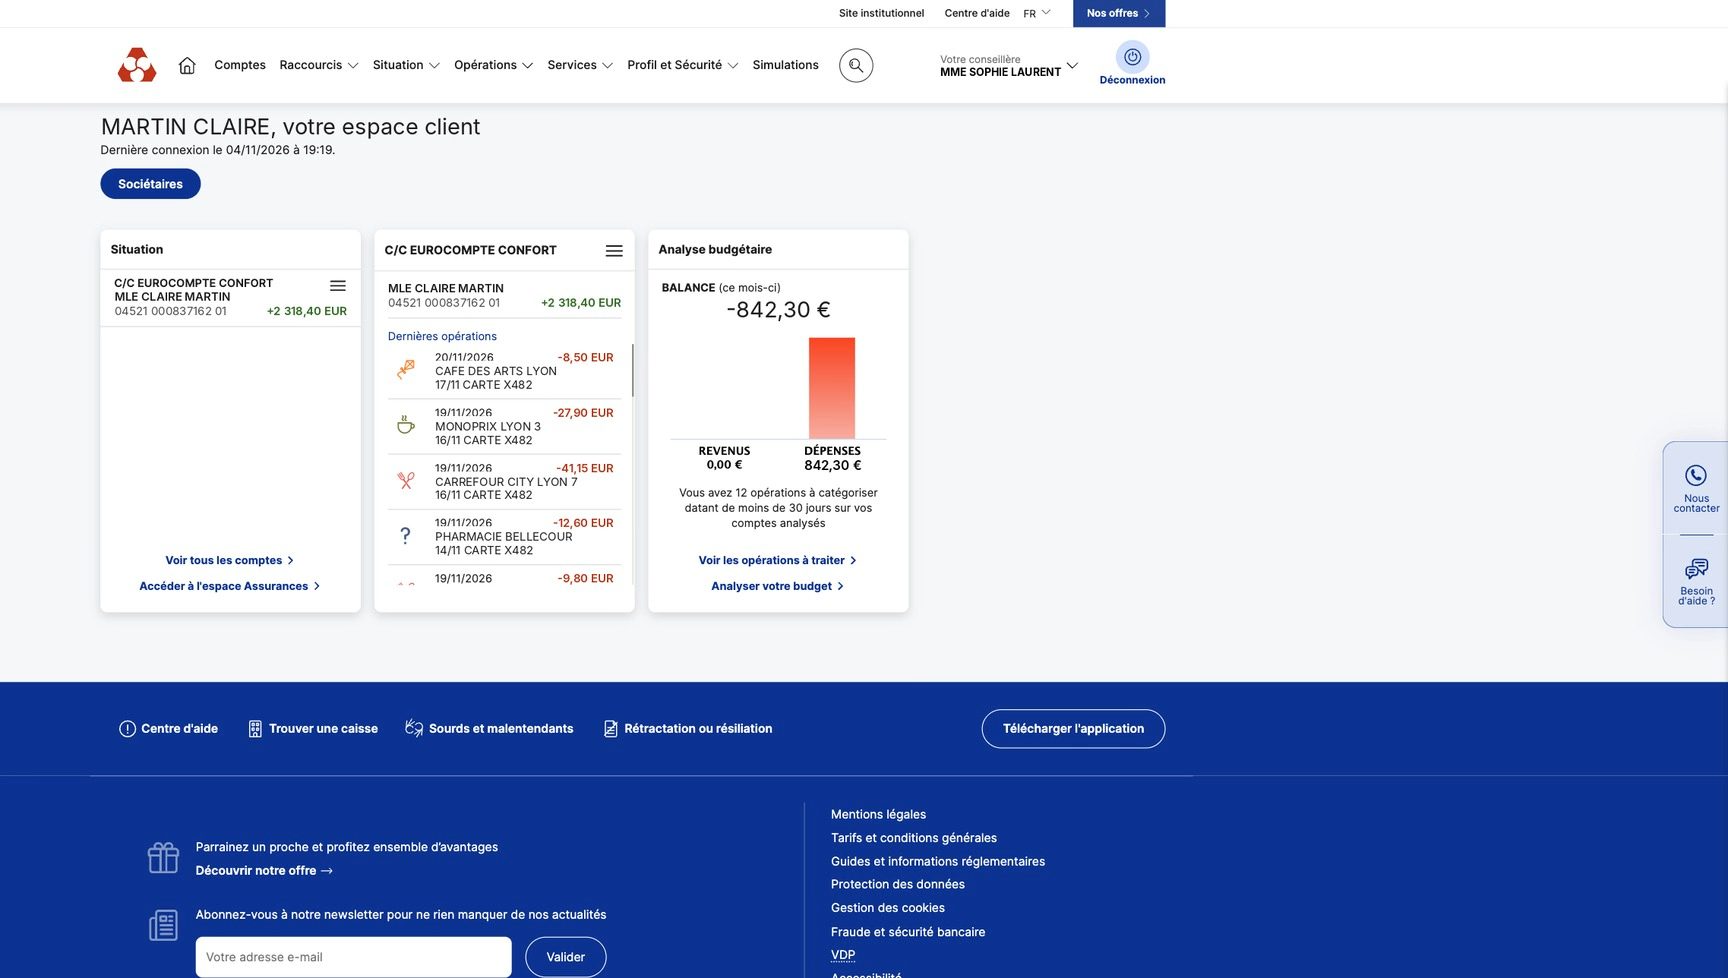 Site institutionnel
Centre d'aide
FR
Nos offres
Comptes
Raccourcis
Situation
Opérations
Services
Profil et Sécurité
Simulations
Votre conseillère
MME SOPHIE LAURENT
Déconnexion
MARTIN CLAIRE, votre espace client
Dernière connexion le 04/11/2026 à 19:19.
Sociétaires
Situation
C/C EUROCOMPTE CONFORT
MLE CLAIRE MARTIN
04521 000837162 01 +2 318,40 EUR
Voir tous les comptes
Accéder à l'espace Assurances
C/C EUROCOMPTE CONFORT
MLE CLAIRE MARTIN
04521 000837162 01 +2 318,40 EUR
Dernières opérations
20/11/2026 -8,50 EUR
CAFE DES ARTS LYON
17/11 CARTE X482
19/11/2026 -27,90 EUR
MONOPRIX LYON 3
16/11 CARTE X482
19/11/2026 -41,15 EUR
CARREFOUR CITY LYON 7
16/11 CARTE X482
19/11/2026 -12,60 EUR
PHARMACIE BELLECOUR
14/11 CARTE X482
19/11/2026 -9,80 EUR
Analyse budgétaire
BALANCE (ce mois-ci)
-842,30 €
REVENUS
0,00 €
DÉPENSES
842,30 €
Vous avez 12 opérations à catégoriser
datant de moins de 30 jours sur vos
comptes analysés
Voir les opérations à traiter
Analyser votre budget
Nous
contacter
Besoin
d'aide ?
Centre d'aide
Trouver une caisse
Sourds et malentendants
Rétractation ou résiliation
Télécharger l'application
Parrainez un proche et profitez ensemble d’avantages
Découvrir notre offre →
Abonnez-vous à notre newsletter pour ne rien manquer de nos actualités
Votre adresse e-mail
Valider
Mentions légales
Tarifs et conditions générales
Guides et informations réglementaires
Protection des données
Gestion des cookies
Fraude et sécurité bancaire
VDP
Accessibilité